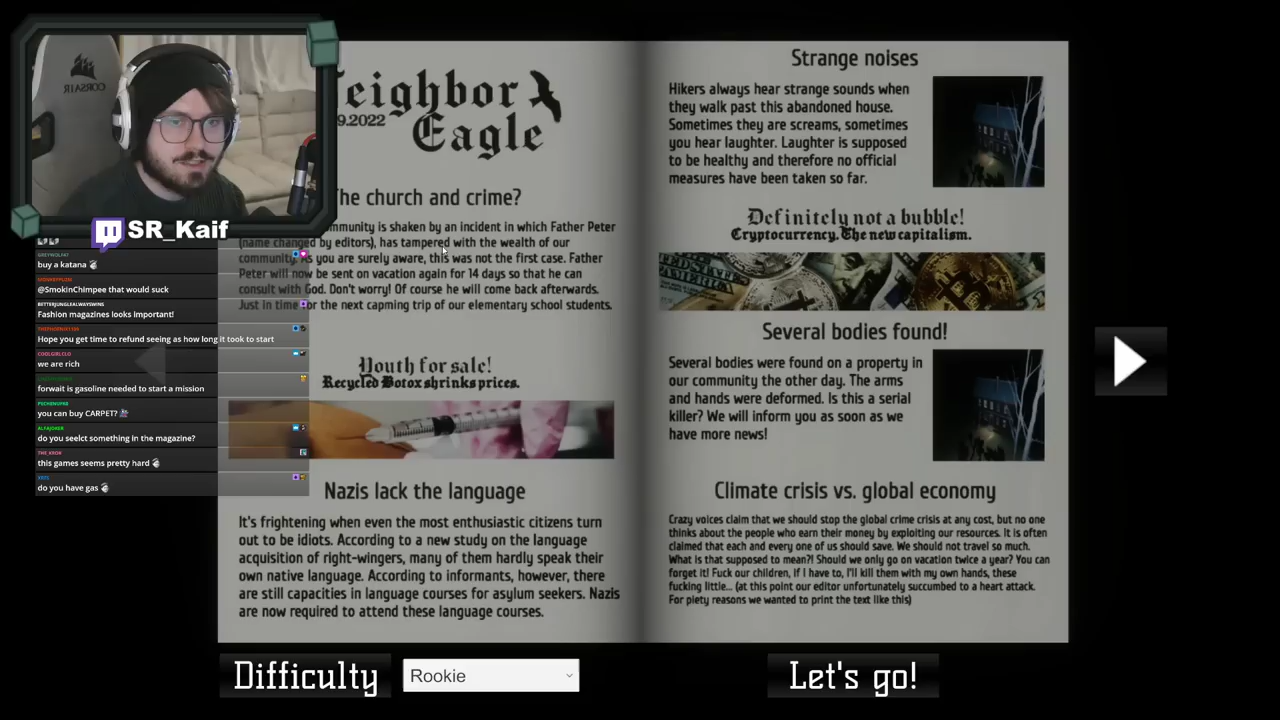 CORSAIR
SR_Kaif
GREYWOLF47
buy a katana
@SmokinChimpee that would suck
BETTERJUNGLEALWAYSWINS
Fashion magazines looks important!
Hope you get time to refund seeing as how long it took to start
COOLGIRLCLO
we are rich
forwait is gasoline needed to start a mission
you can buy CARPET?
ALFAJOKER
do you seelct something in the magazine?
this games seems pretty hard
do you have gas
eighbor
9.2022
Eagle
he church and crime?
mmunity is shaken by an incident in which Father Peter
(name changed by editors), has tampered with the wealth of our
community. As you are surely aware, this was not the first case. Father
Peter will now be sent on vacation again for 14 days so that he can
consult with God. Don't worry! Of course he will come back afterwards.
Just in time for the next capming trip of our elementary school students.
Youth for sale!
Recycled Botox shrinks prices.
Nazis lack the language
It's frightening when even the most enthusiastic citizens turn
out to be idiots. According to a new study on the language
acquisition of right-wingers, many of them hardly speak their
own native language. According to informants, however, there
are still capacities in language courses for asylum seekers. Nazis
are now required to attend these language courses.
Strange noises
Hikers always hear strange sounds when
they walk past this abandoned house.
Sometimes they are screams, sometimes
you hear laughter. Laughter is supposed
to be healthy and therefore no official
measures have been taken so far.
Definitely not a bubble!
Cryptocurrency. The new capitalism.
Several bodies found!
Several bodies were found on a property in
our community the other day. The arms
and hands were deformed. Is this a serial
killer? We will inform you as soon as we
have more news!
Climate crisis vs. global economy
Crazy voices claim that we should stop the global crime crisis at any cost, but no one
thinks about the people who earn their money by exploiting our resources. It is often
claimed that each and every one of us should save. We should not travel so much.
What is that supposed to mean?! Should we only go on vacation twice a year? You can
forget it! Fuck our children, if I have to, I'll kill them with my own hands, these
fucking little... (at this point our editor unfortunately succumbed to a heart attack.
For piety reasons we wanted to print the text like this)
Difficulty
Rookie
Let's go!